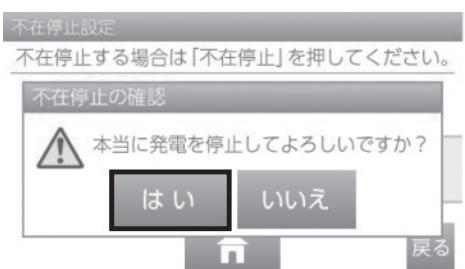 不在停止設定
不在停止する場合は「不在停止」を押してください。
不在停止の確認
本当に発電を停止してよろしいですか？
はい
いいえ
戻る